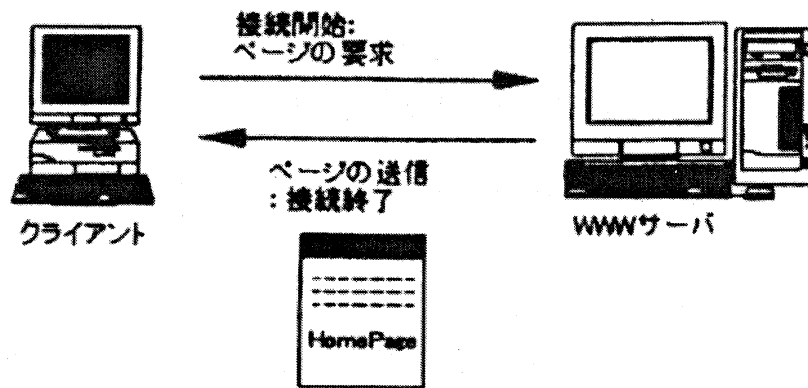 接続開始:
ページの要求
ページの送信
:接続終了
クライアント
WWWサーバ
HomePage